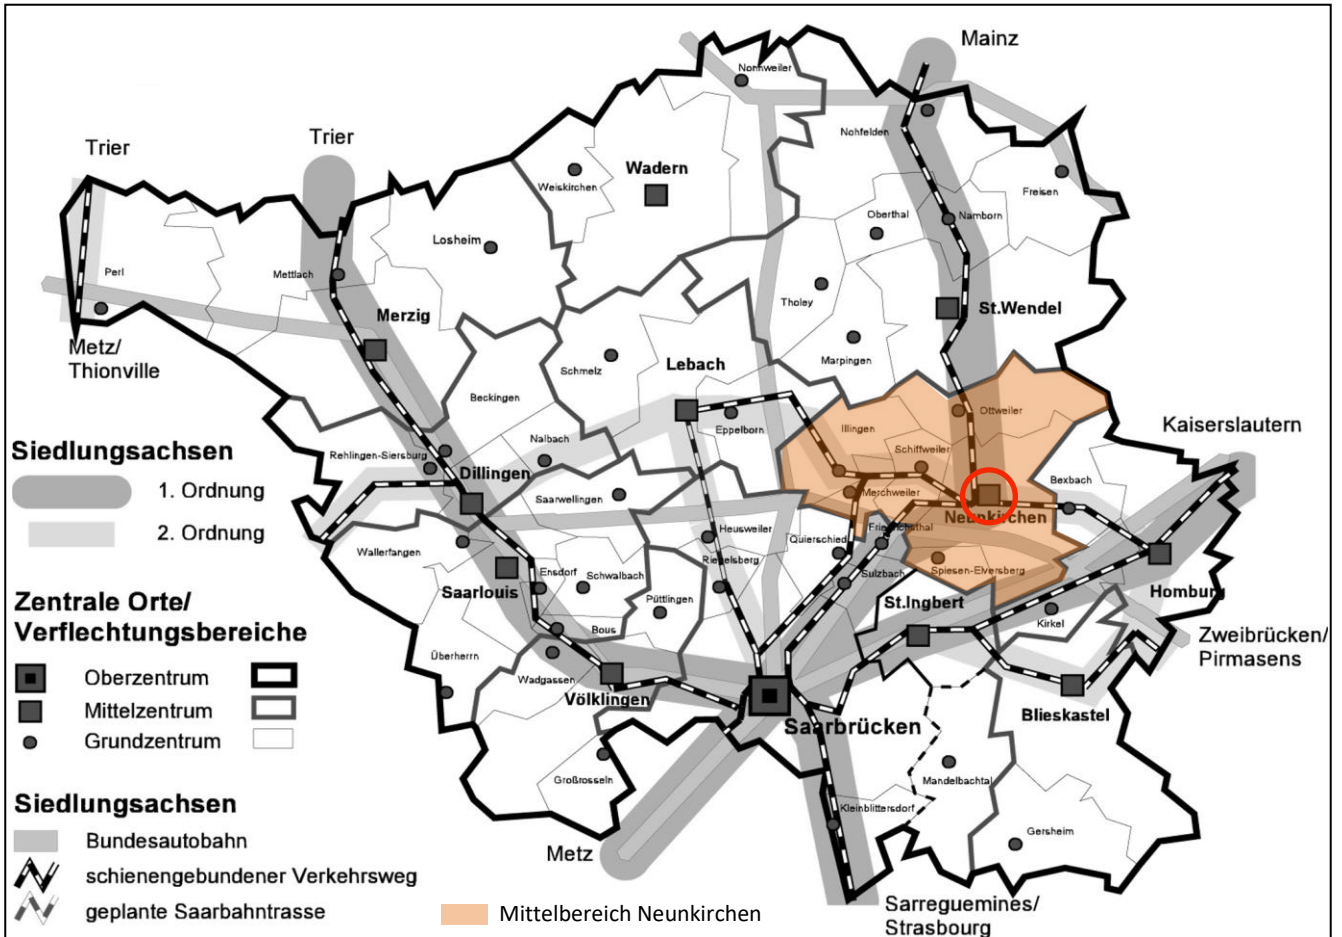 Mainz
Nonnweiler
Nohfelden
Trier
Trier
Wadern
Weiskirchen
Freisen
Oberthal
Namborn
Losheim
Perl
Mettlach
Tholey
St.Wendel
Merzig
Metz/
Thionville
Marpingen
Lebach
Schmelz
Beckingen
Eppelborn
Illingen
Ottweiler
Kaiserslautern
Siedlungsachsen
1. Ordnung
2. Ordnung
Rehlingen-Siersburg
Nalbach
Dillingen
Schiffweiler
Bexbach
Saarwellingen
Merchweiler
Neunkirchen
Heusweiler
Quierschied
Friedrichsthal
Wallerfangen
Riegelsberg
Sulzbach
Spiesen-Elversberg
Ensdorf
Schwalbach
Saarlouis
Püttlingen
St.Ingbert
Homburg
Kirkel
Zentrale Orte/
Verflechtungsbereiche
Bous
Zweibrücken/
Pirmasens
Überherrn
Wadgassen
Oberzentrum
Völklingen
Mittelzentrum
Blieskastel
Saarbrücken
Grundzentrum
Großrosseln
Mandelbachtal
Kleinblittersdorf
Gersheim
Siedlungsachsen
Bundesautobahn
schienengebundener Verkehrsweg
geplante Saarbahntrasse
Metz
Mittelbereich Neunkirchen
Sarreguemines/
Strasbourg